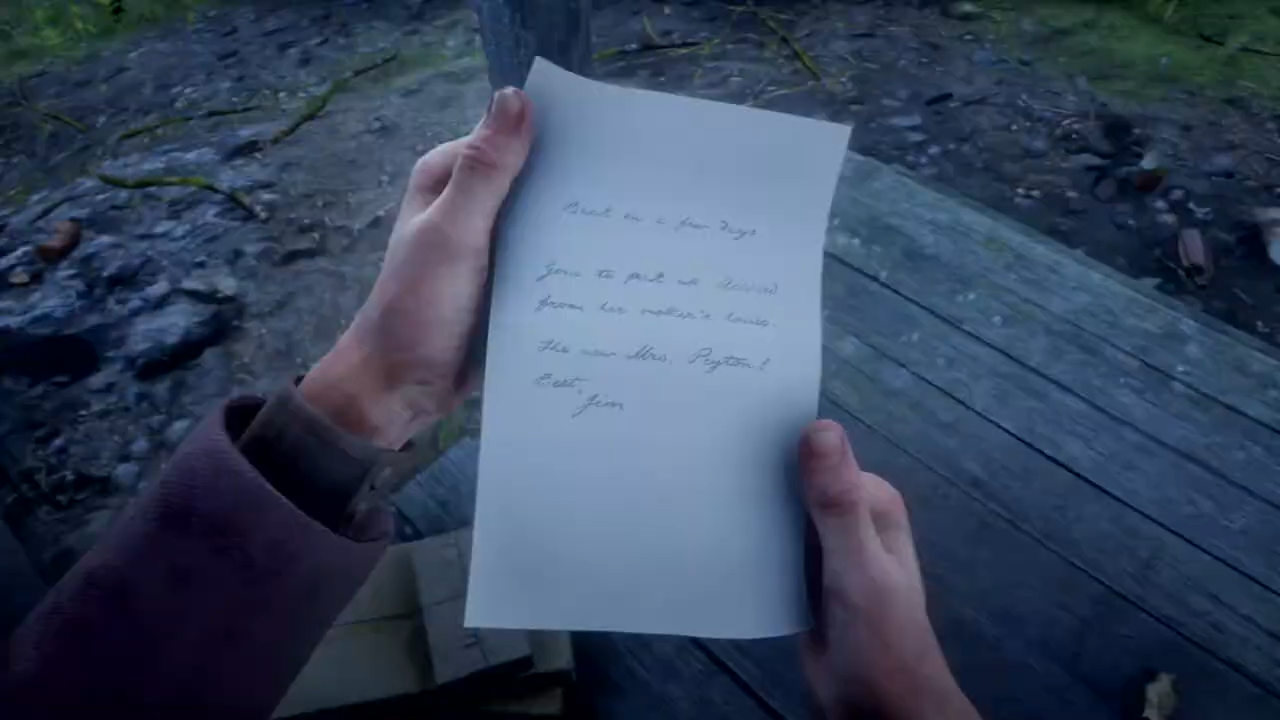 Back in a few days
Gone to pick up
from her mother's house.
The new Mrs. Peyton!
Best,
Jim